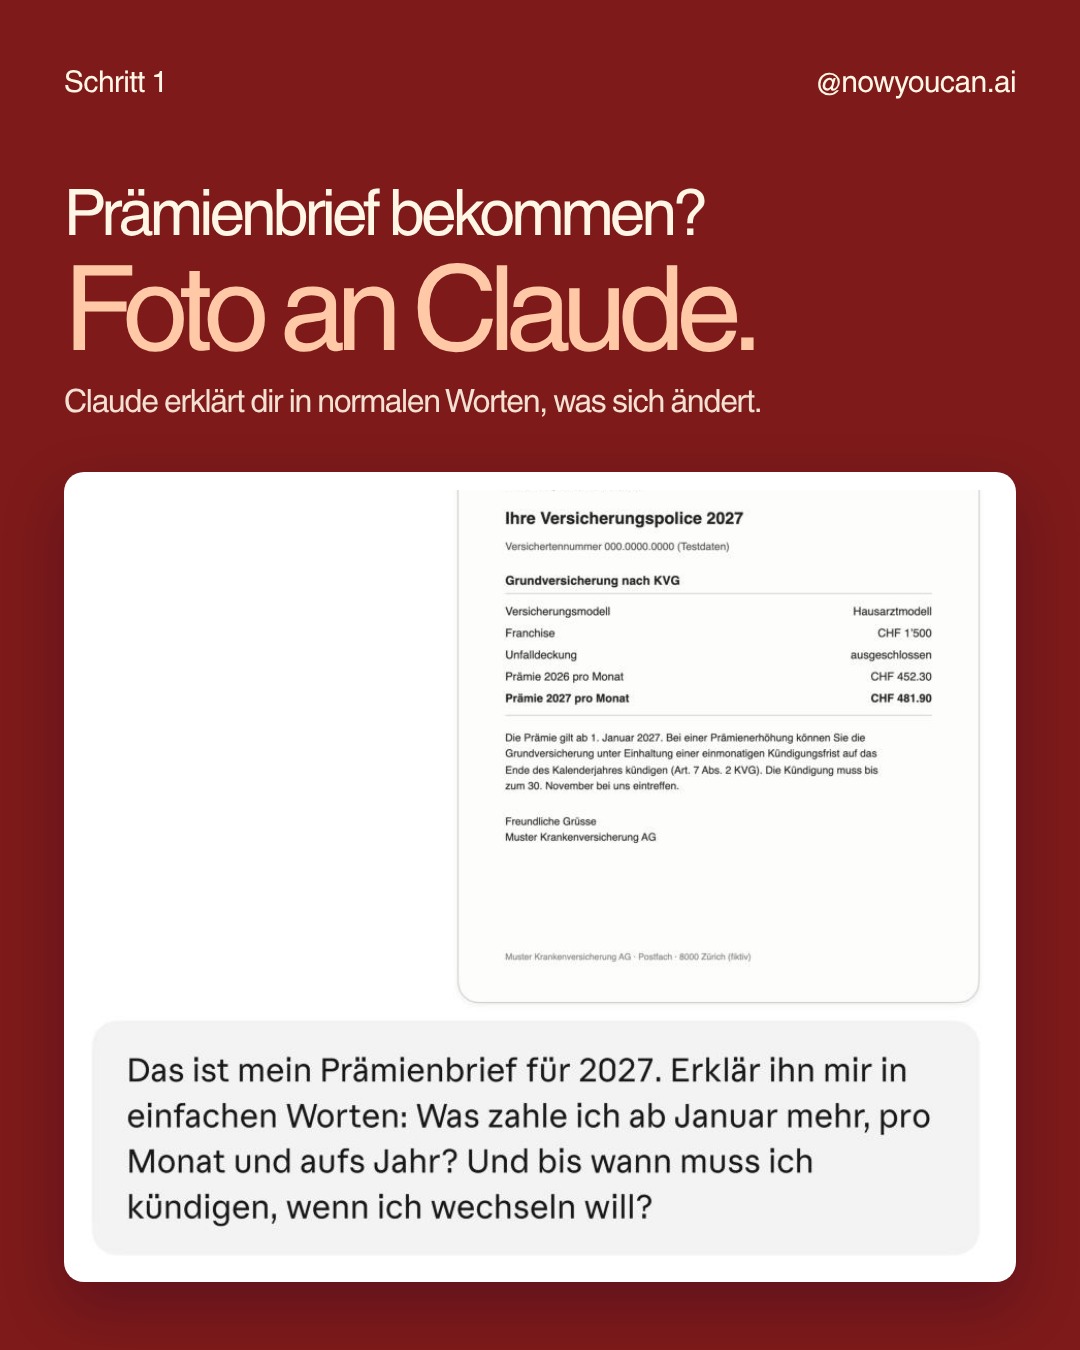 Schritt 1
@nowyoucan.ai
Prämienbrief bekommen?
Foto an Claude.
Claude erklärt dir in normalen Worten, was sich ändert.
Ihre Versicherungspolice 2027
Versichertennummer 000.0000.0000 (Testdaten)
Grundversicherung nach KVG
Versicherungsmodell Hausarztmodell
Franchise CHF 1'500
Unfalldeckung ausgeschlossen
Prämie 2026 pro Monat CHF 452.30
Prämie 2027 pro Monat CHF 481.90
Die Prämie gilt ab 1. Januar 2027. Bei einer Prämienerhöhung können Sie die
Grundversicherung unter Einhaltung einer einmonatigen Kündigungsfrist auf das
Ende des Kalenderjahres kündigen (Art. 7 Abs. 2 KVG). Die Kündigung muss bis
zum 30. November bei uns eintreffen.
Freundliche Grüsse
Muster Krankenversicherung AG
Muster Krankenversicherung AG · Postfach · 8000 Zürich (fiktiv)
Das ist mein Prämienbrief für 2027. Erklär ihn mir in
einfachen Worten: Was zahle ich ab Januar mehr, pro
Monat und aufs Jahr? Und bis wann muss ich
kündigen, wenn ich wechseln will?